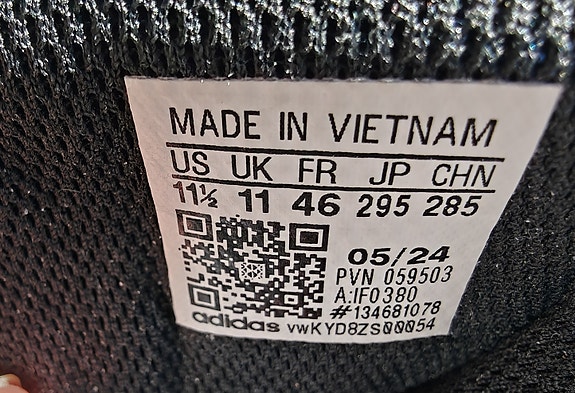 MADE IN VIETNAM
US UK FR JP CHN
11½ 11 46 295 285
05/24
PVN 059503
A:IF0380
#134681078
adidas vwKYD8ZS00054